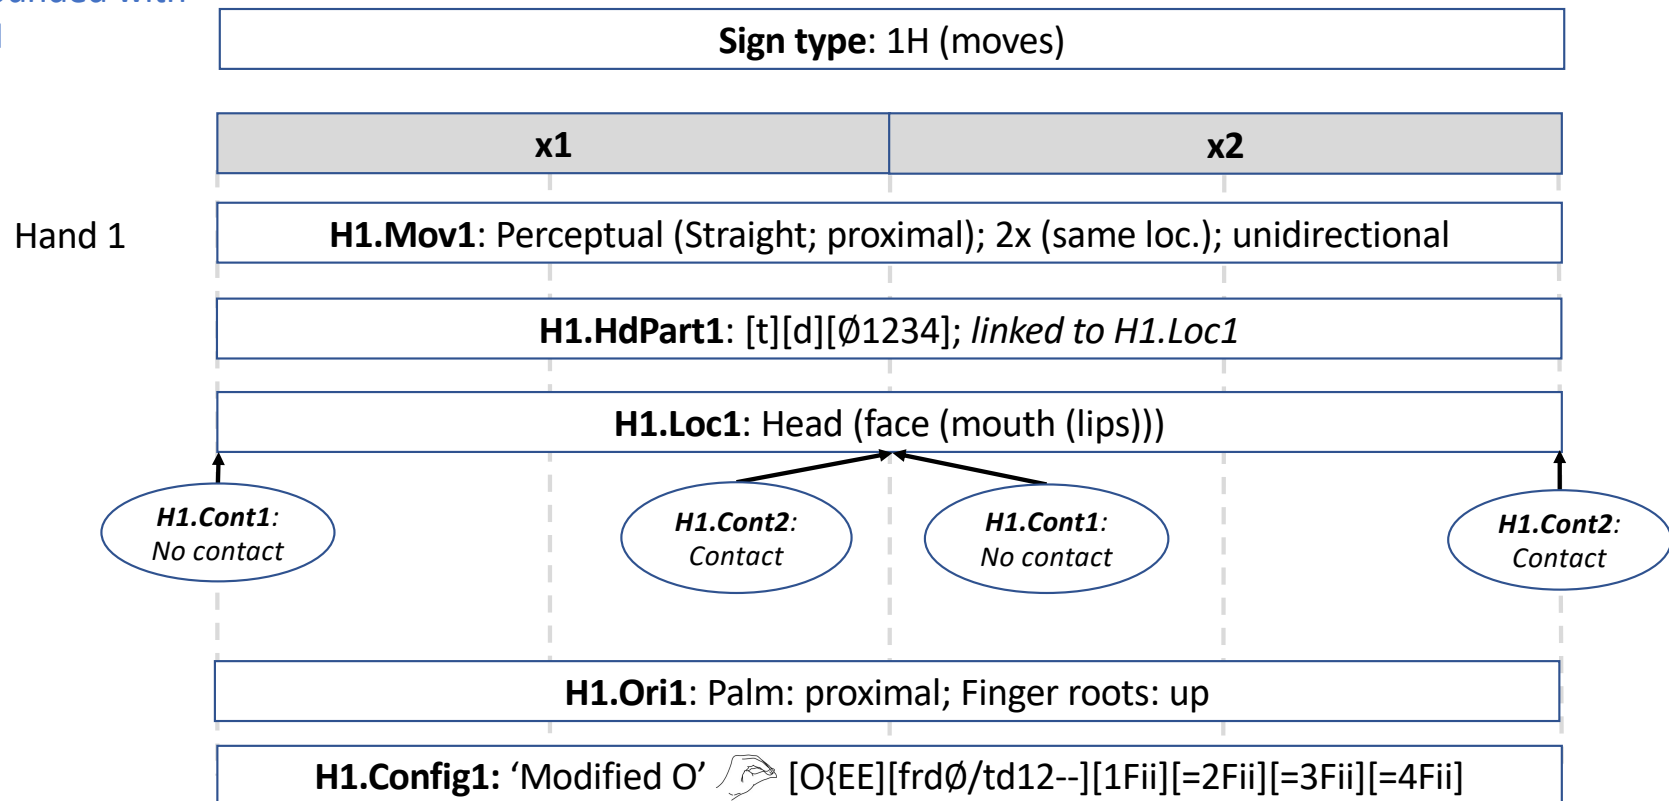 with
Sign type: 1H (moves)
x1 x2
Hand 1
H1.Mov1: Perceptual (Straight; proximal); 2x (same loc.); unidirectional
H1.HdPart1: [t][d][Ø1234]; linked to H1.Loc1
H1.Loc1: Head (face (mouth (lips)))
H1.Cont1:
No contact
H1.Cont2:
Contact
H1.Cont1:
No contact
H1.Cont2:
Contact
H1.Ori1: Palm: proximal; Finger roots: up
H1.Config1: ‘Modified O’ [O{EE][frdØ/td12--][1Fii][=2Fii][=3Fii][=4Fii]